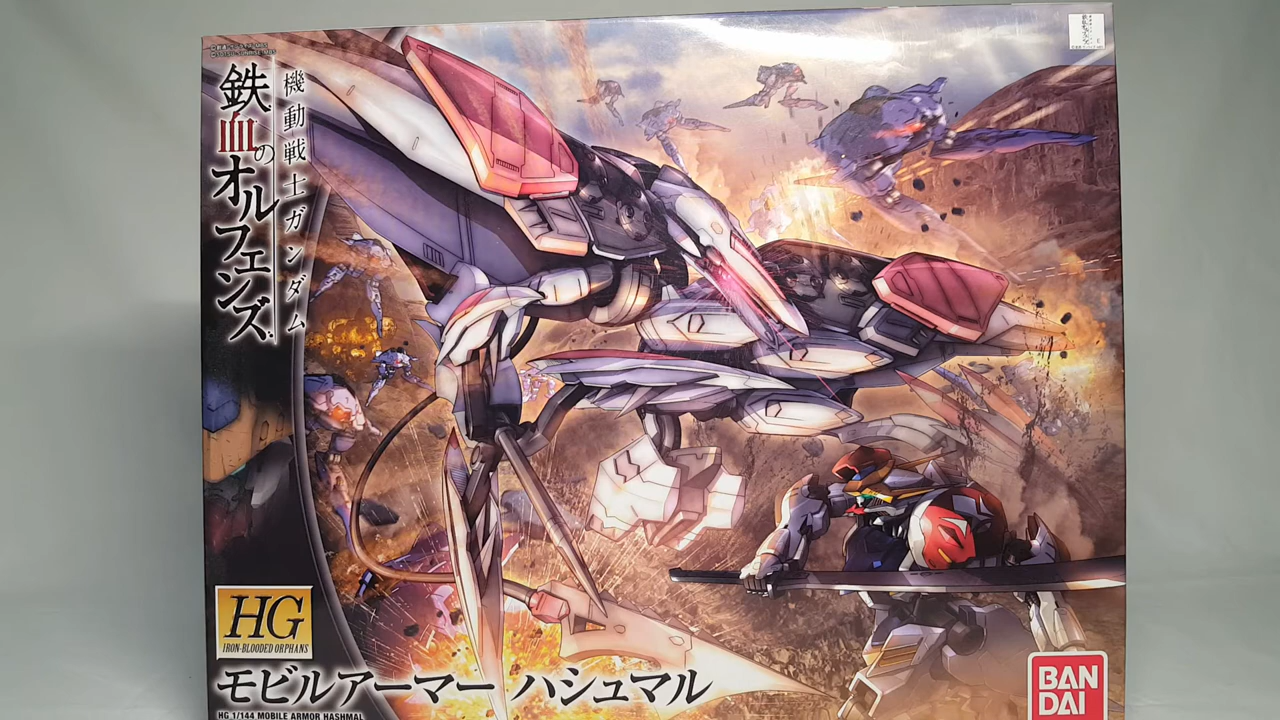 機動戦士ガンダム
鉄血のオルフェンズ
HG
IRON-BLOODED ORPHANS
モビルアーマー ハシュマル
HG 1/144 MOBILE ARMOR HASHMAL
BAN
DAI